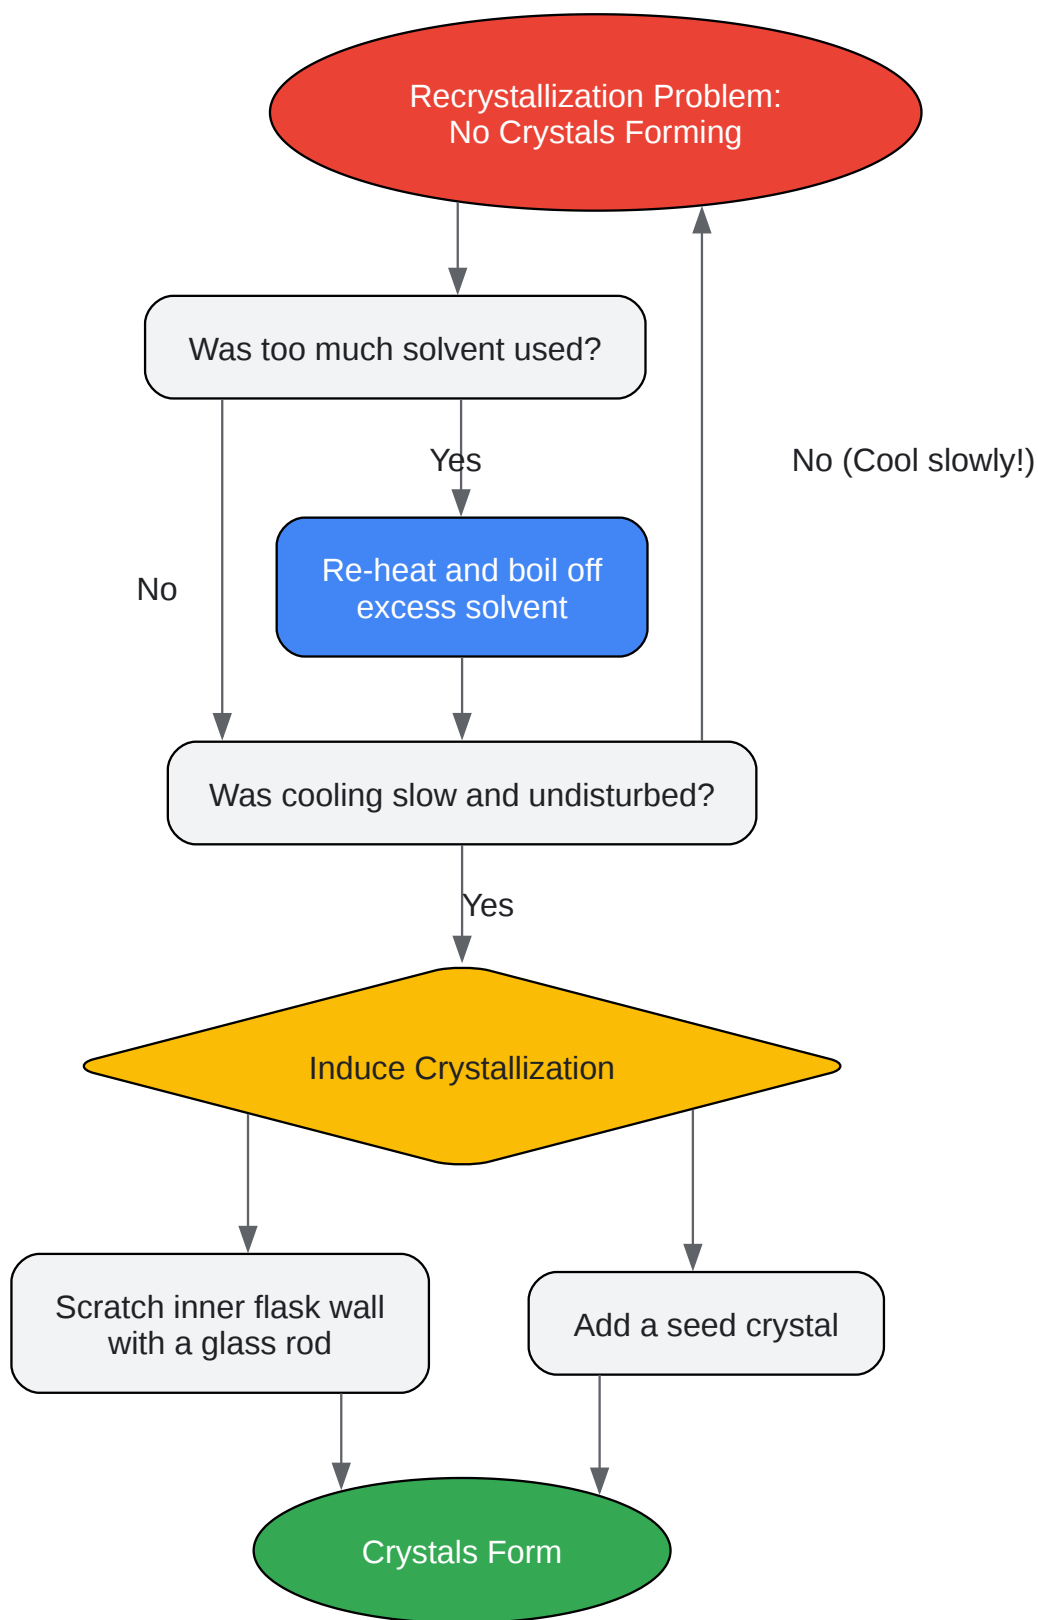 Recrystallization Problem:
No Crystals Forming
Was too much solvent used?
Yes
No (Cool slowly!)
Re-heat and boil off
excess solvent
No
Was cooling slow and undisturbed?
Yes
Induce Crystallization
Scratch inner flask wall
with a glass rod
Add a seed crystal
Crystals Form